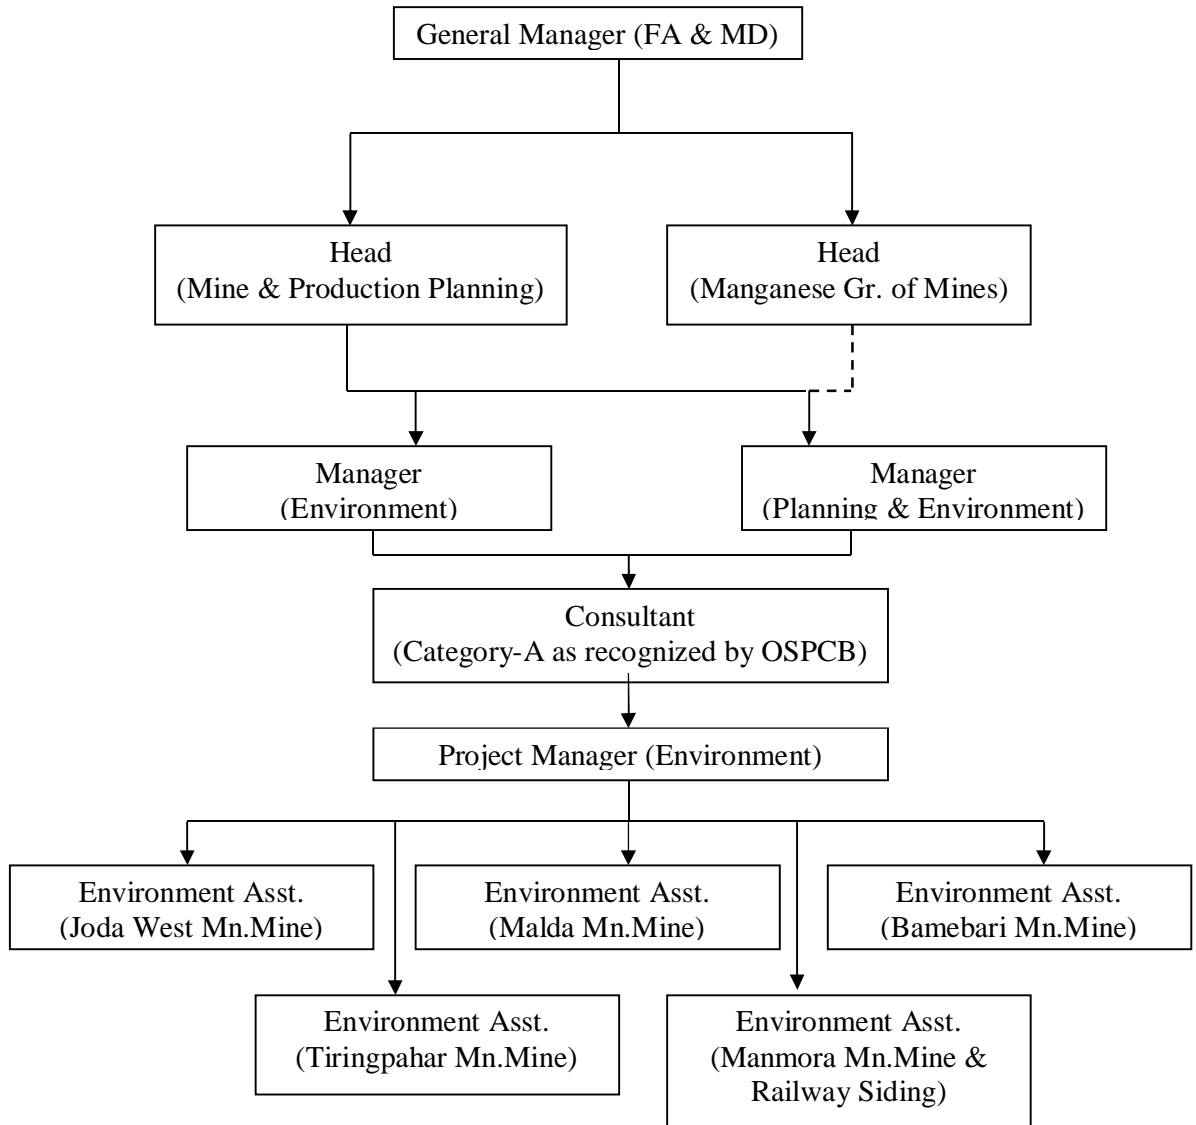 General Manager (FA & MD)
Head
(Mine & Production Planning)
Head
(Manganese Gr. of Mines)
Manager
(Environment)
Manager
(Planning & Environment)
Consultant
(Category-A as recognized by OSPCB)
Project Manager (Environment)
Environment Asst.
(Joda West Mn.Mine)
Environment Asst.
(Malda Mn.Mine)
Environment Asst.
(Bamebari Mn.Mine)
Environment Asst.
(Tiringpahar Mn.Mine)
Environment Asst.
(Manmora Mn.Mine &
Railway Siding)